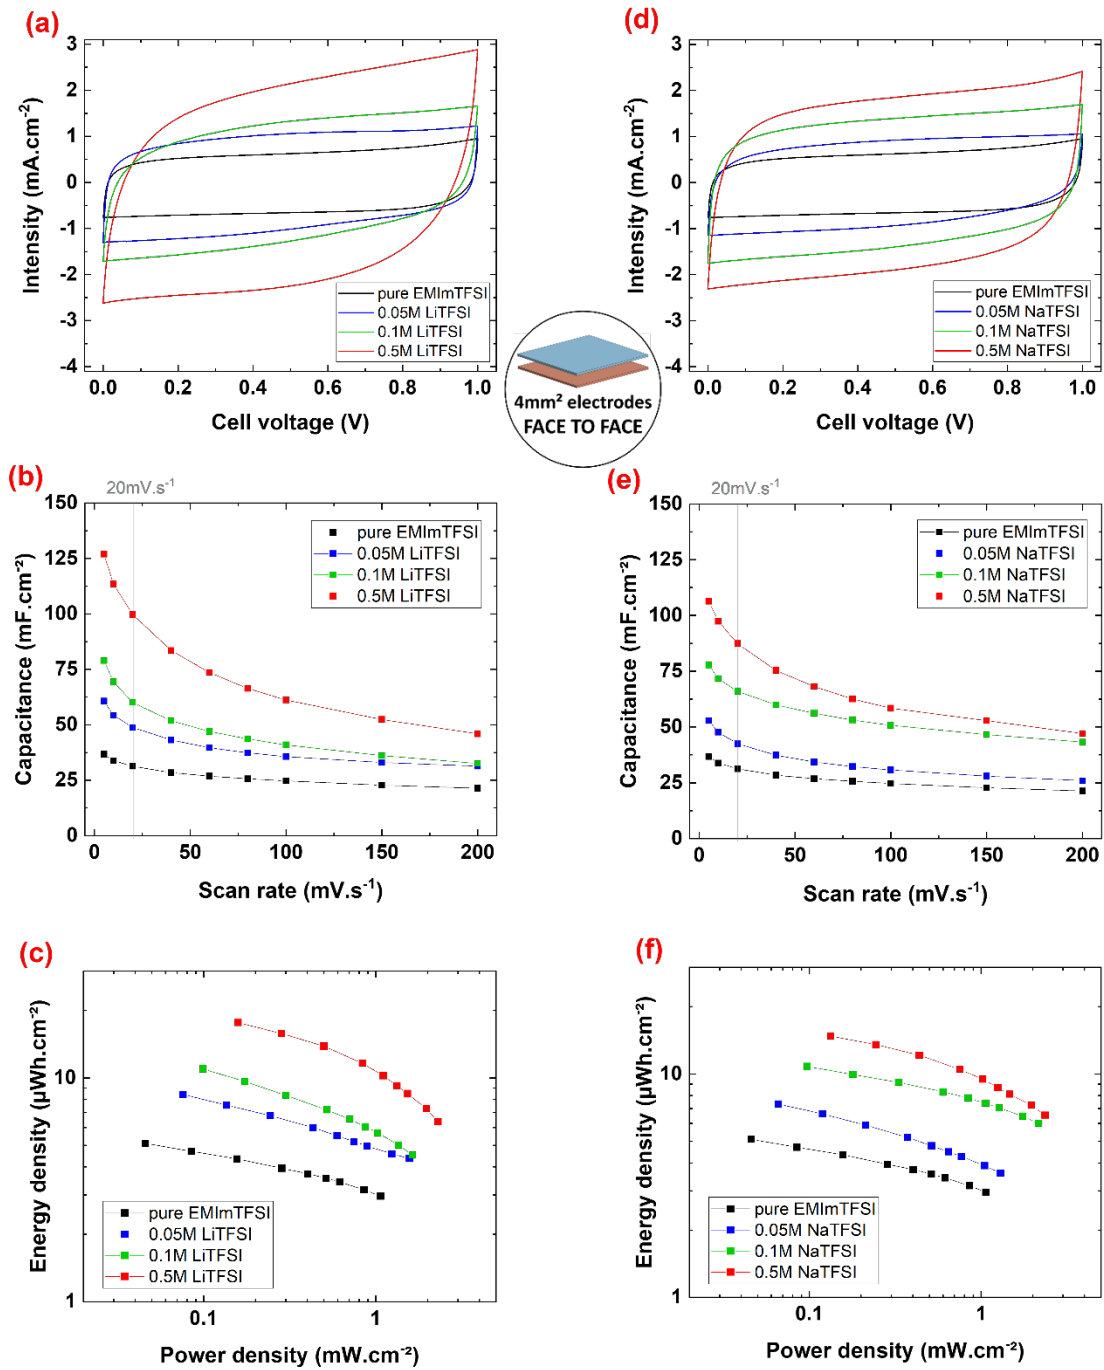 (a)
Intensity (mA.cm⁻²)
3
2
1
0
-1
-2
-3
-4
pure EMImTFSI
0.05M LiTFSI
0.1M LiTFSI
0.5M LiTFSI
0.0 0.2 0.4 0.6 0.8 1.0
Cell voltage (V)
(d)
Intensity (mA.cm⁻²)
3
2
1
0
-1
-2
-3
-4
pure EMImTFSI
0.05M NaTFSI
0.1M NaTFSI
0.5M NaTFSI
0.0 0.2 0.4 0.6 0.8 1.0
Cell voltage (V)
4mm² electrodes
FACE TO FACE
(b)
20mV.s⁻¹
Capacitance (mF.cm⁻²)
150
125
100
75
50
25
0
pure EMImTFSI
0.05M LiTFSI
0.1M LiTFSI
0.5M LiTFSI
0 50 100 150 200
Scan rate (mV.s⁻¹)
(e)
20mV.s⁻¹
Capacitance (mF.cm⁻²)
150
125
100
75
50
25
0
pure EMImTFSI
0.05M NaTFSI
0.1M NaTFSI
0.5M NaTFSI
0 50 100 150 200
Scan rate (mV.s⁻¹)
(c)
Energy density (µWh.cm⁻²)
10
1
pure EMImTFSI
0.05M LiTFSI
0.1M LiTFSI
0.5M LiTFSI
0.1 1
Power density (mW.cm⁻²)
(f)
Energy density (µWh.cm⁻²)
10
1
pure EMImTFSI
0.05M NaTFSI
0.1M NaTFSI
0.5M NaTFSI
0.1 1
Power density (mW.cm⁻²)